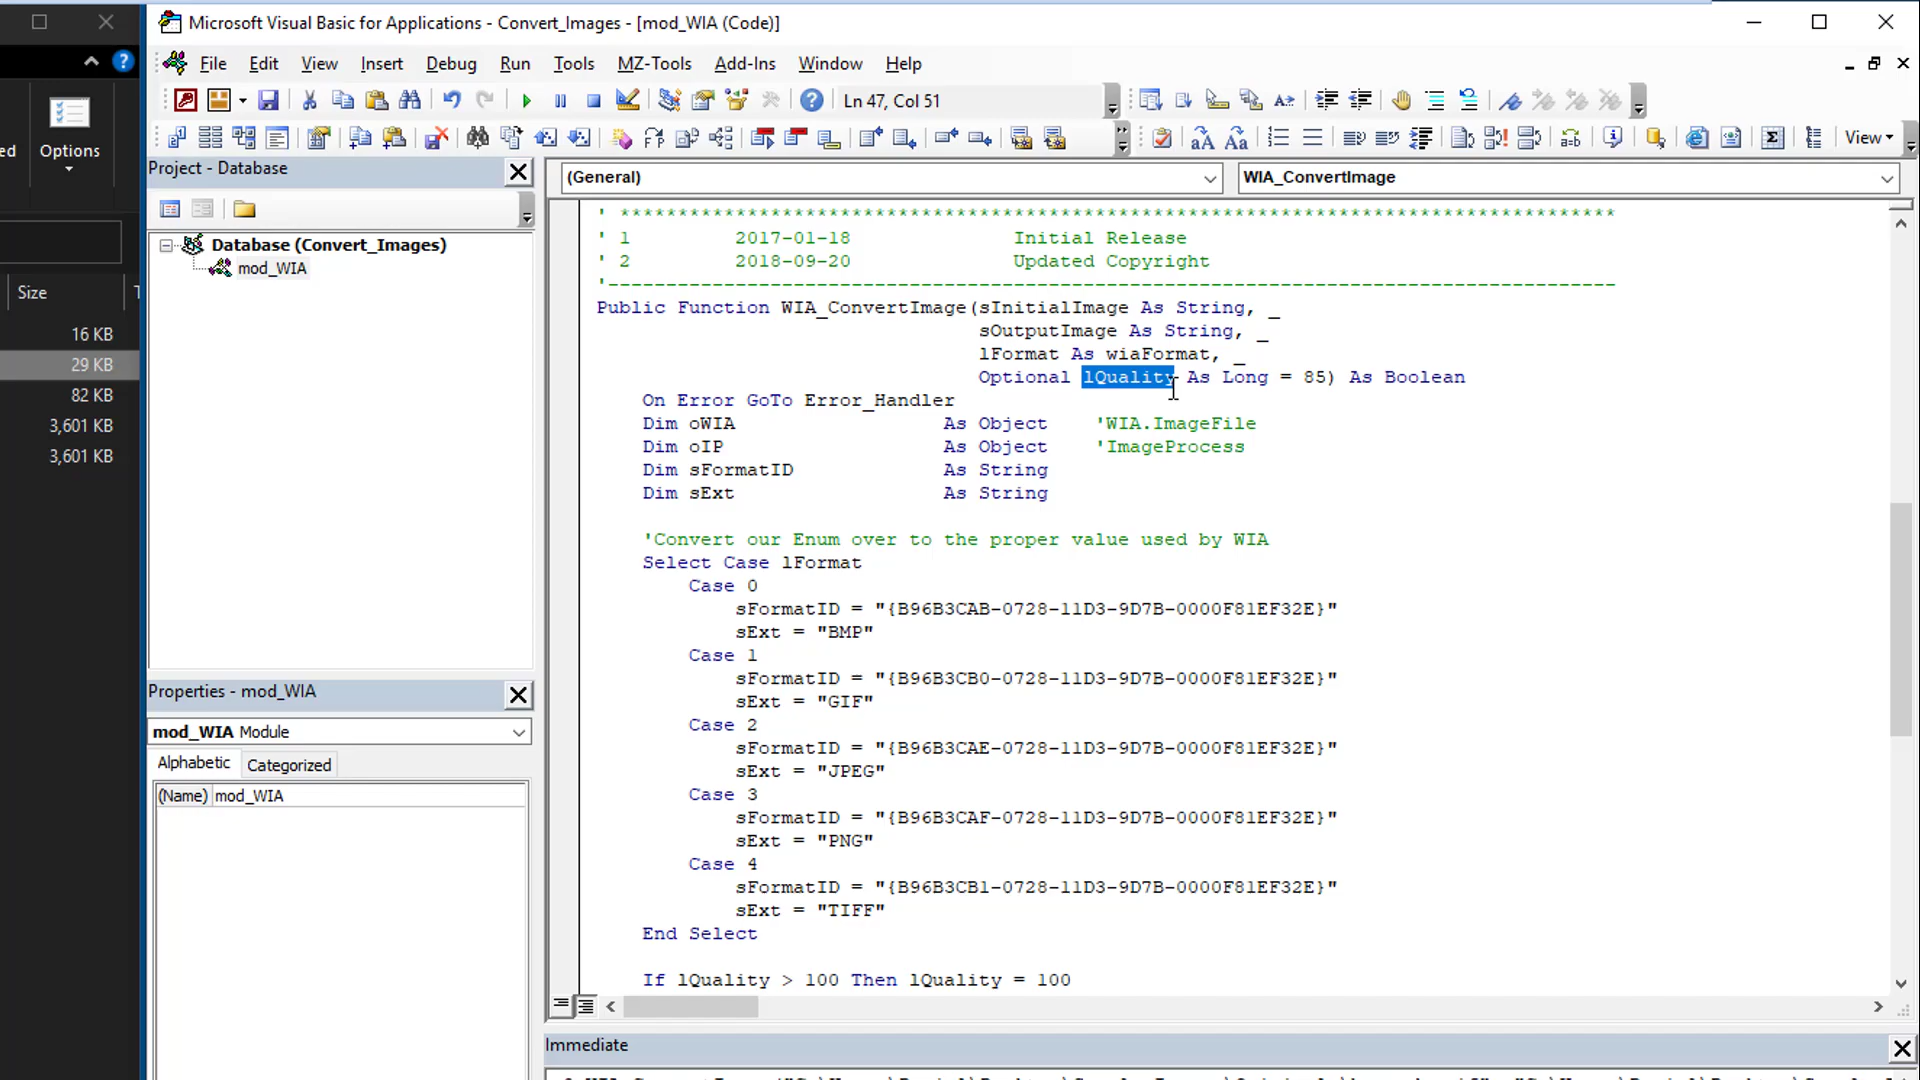 Microsoft Visual Basic for Applications - Convert_Images - [mod_WIA (Code)]
File Edit View Insert Debug Run Tools MZ-Tools Add-Ins Window Help
Ln 47, Col 51
Options
View
Project - Database
(General)
WIA_ConvertImage
Database (Convert_Images)
mod_WIA
Size
16 KB
29 KB
82 KB
3,601 KB
3,601 KB
' **************************************************************************************
' 1 2017-01-18 Initial Release
' 2 2018-09-20 Updated Copyright
'---------------------------------------------------------------------------------------
Public Function WIA_ConvertImage(sInitialImage As String, _
sOutputImage As String, _
lFormat As wiaFormat, _
Optional lQuality As Long = 85) As Boolean
On Error GoTo Error_Handler
Dim oWIA As Object 'WIA.ImageFile
Dim oIP As Object 'ImageProcess
Dim sFormatID As String
Dim sExt As String
'Convert our Enum over to the proper value used by WIA
Select Case lFormat
Case 0
sFormatID = "{B96B3CAB-0728-11D3-9D7B-0000F81EF32E}"
sExt = "BMP"
Case 1
sFormatID = "{B96B3CB0-0728-11D3-9D7B-0000F81EF32E}"
sExt = "GIF"
Case 2
sFormatID = "{B96B3CAE-0728-11D3-9D7B-0000F81EF32E}"
sExt = "JPEG"
Case 3
sFormatID = "{B96B3CAF-0728-11D3-9D7B-0000F81EF32E}"
sExt = "PNG"
Case 4
sFormatID = "{B96B3CB1-0728-11D3-9D7B-0000F81EF32E}"
sExt = "TIFF"
End Select
If lQuality > 100 Then lQuality = 100
Properties - mod_WIA
mod_WIA Module
Alphabetic Categorized
(Name) mod_WIA
Immediate